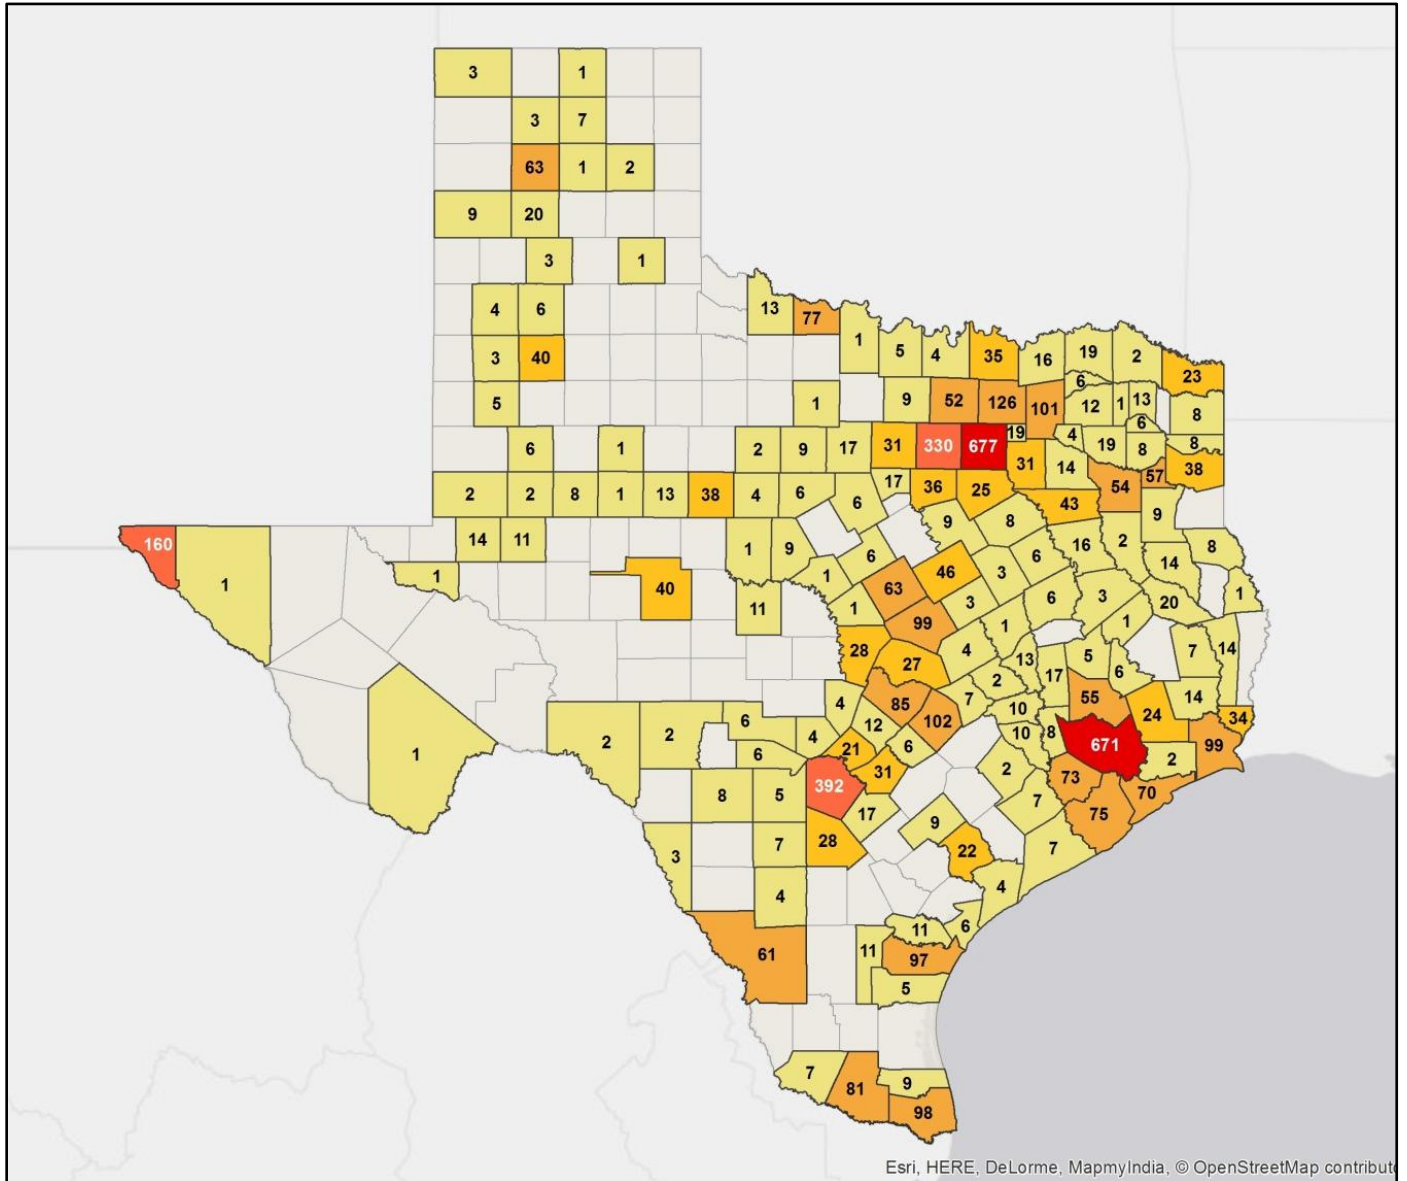 3 1
3 7
63 1 2
9 20
3 1
4 6 13 77
1 5 4 35 16 19 2 23
3 40
6
5 1 9 52 126 101 12 1 13 8
6
6 1 2 9 17 31 330 677 19 4 19 8 8
31 14 57 38
2 2 8 1 13 38 4 6 6 17 36 25 43 54 9
160 14 11 1 9 6 9 8 16 2 8
1 1 40 1 63 46 3 6 14
11 1 99 3 6 3 20 1
28 27 4 1 1 7 14
13 5
2 17 6
1 2 2 6 4 85 7 10 55 14
6 4 12 102 10 8 24 34
21 6 671 2 99
8 5 392 31 2 73 70
17 7 75
3 7 28 9 22 7
4 4
61 11 11 6
97
5
7 81 9
98
Esri, HERE, DeLorme, MapmyIndia, © OpenStreetMap contribut